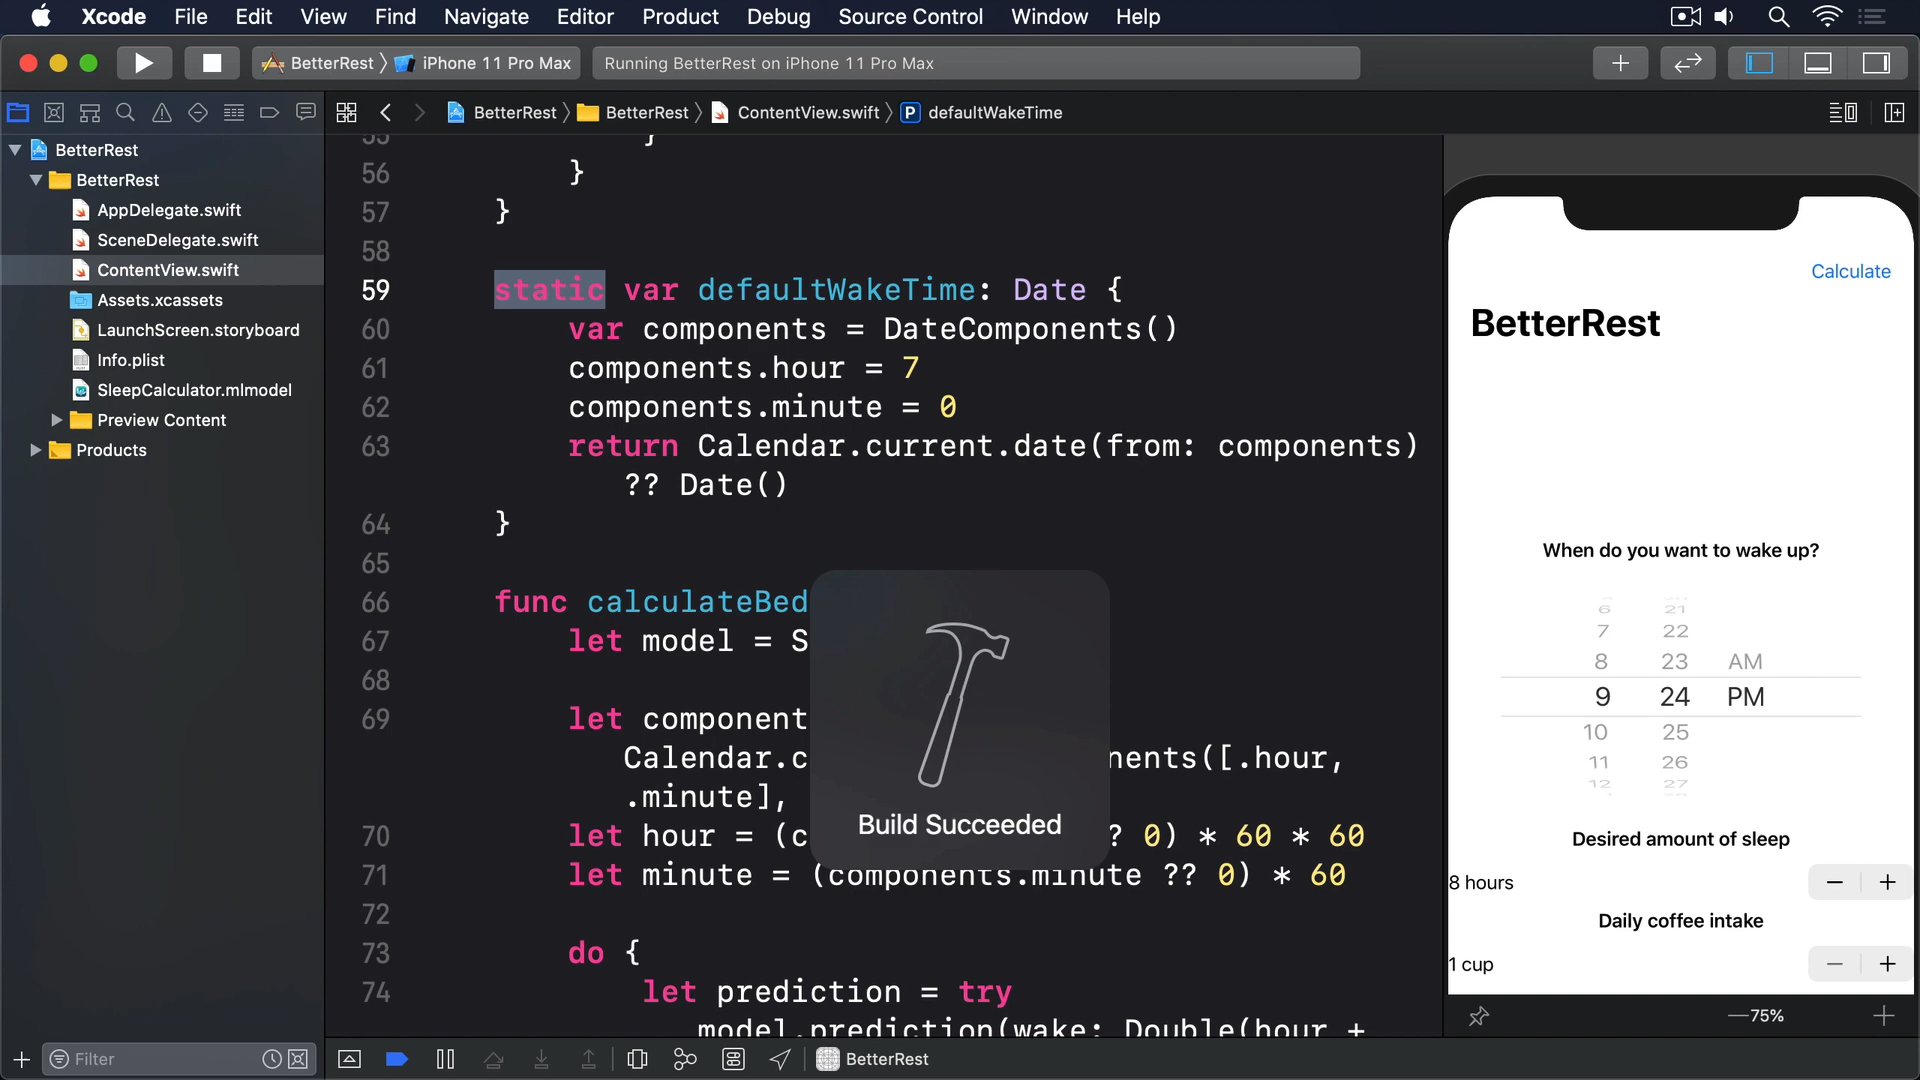 Xcode File Edit View Find Navigate Editor Product Debug Source Control Window Help
BetterRest iPhone 11 Pro Max Running BetterRest on iPhone 11 Pro Max
BetterRest BetterRest ContentView.swift P defaultWakeTime
BetterRest
BetterRest
AppDelegate.swift
SceneDelegate.swift
ContentView.swift
Assets.xcassets
LaunchScreen.storyboard
Info.plist
SleepCalculator.mlmodel
Preview Content
Products
55 }
56 }
57 }
58
59 static var defaultWakeTime: Date {
60 var components = DateComponents()
61 components.hour = 7
62 components.minute = 0
63 return Calendar.current.date(from: components)
?? Date()
64 }
65
66 func calculateBed
67 let model = S
68
69 let component
Calendar.c nents([.hour,
.minute],
70 let hour = (c ? 0) * 60 * 60
71 let minute = (components.minute ?? 0) * 60
72
73 do {
74 let prediction = try
model.prediction(wake: Double(hour +
Build Succeeded
Calculate
BetterRest
When do you want to wake up?
6 21
7 22
8 23 AM
9 24 PM
10 25
11 26
12 27
Desired amount of sleep
8 hours − +
Daily coffee intake
1 cup − +
75%
Filter
BetterRest